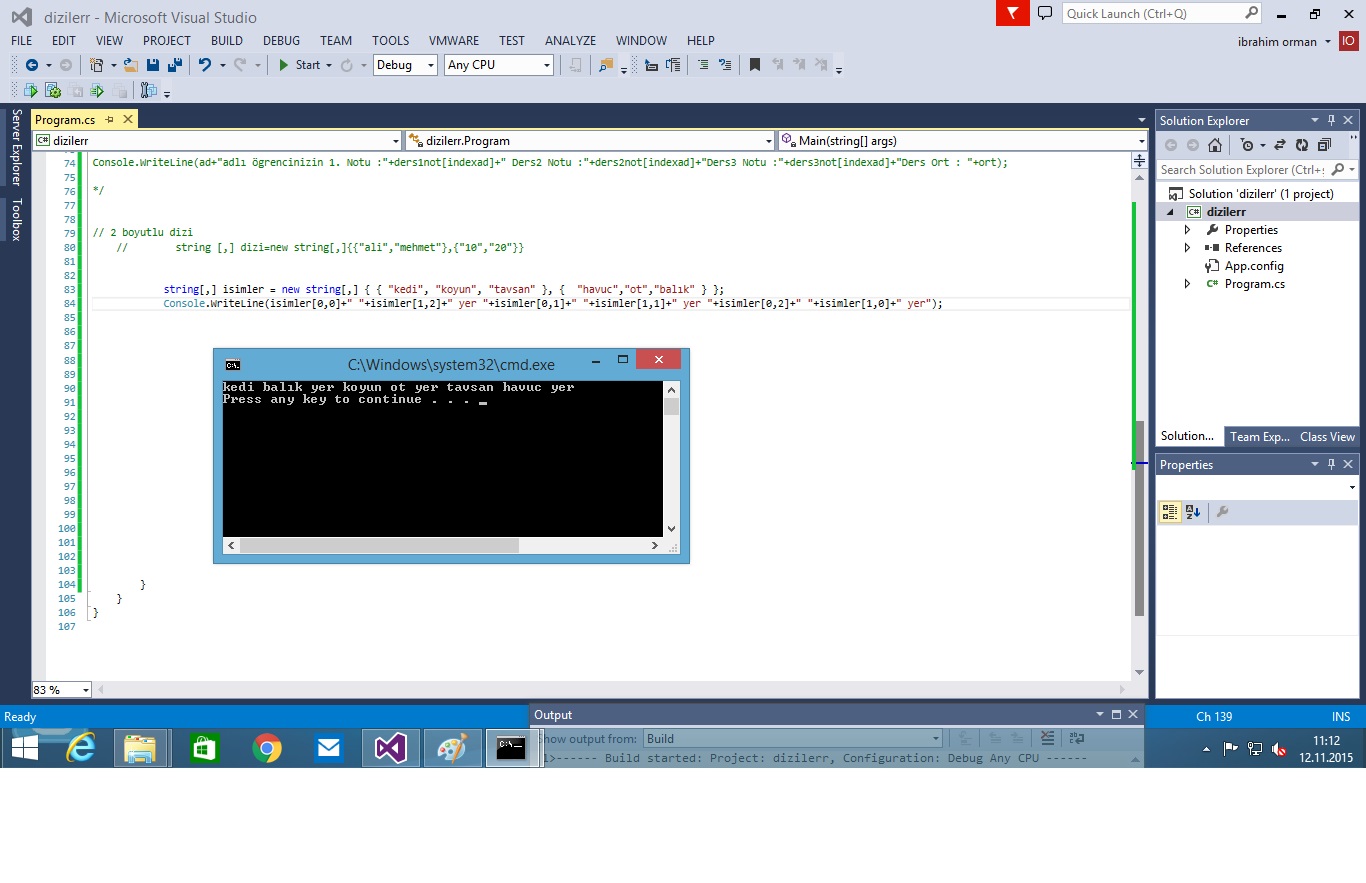 dizilerr - Microsoft Visual Studio
Quick Launch (Ctrl+Q)
FILE EDIT VIEW PROJECT BUILD DEBUG TEAM TOOLS VMWARE TEST ANALYZE WINDOW HELP
ibrahim orman IO
Start Debug Any CPU
Server Explorer
Toolbox
Program.cs
dizilerr dizilerr.Program Main(string[] args)
74 Console.WriteLine(ad+"adlı ögrencinizin 1. Notu :"+ders1not[indexad]+" Ders2 Notu :"+ders2not[indexad]+"Ders3 Notu :"+ders3not[indexad]+"Ders Ort : "+ort);
75
76 */
77
78
79 // 2 boyutlu dizi
80 // string [,] dizi=new string[,]{{"ali","mehmet"},{"10","20"}}
81
82
83 string[,] isimler = new string[,] { { "kedi", "koyun", "tavsan" }, { "havuc","ot","balık" } };
84 Console.WriteLine(isimler[0,0]+" "+isimler[1,2]+" yer "+isimler[0,1]+" "+isimler[1,1]+" yer "+isimler[0,2]+" "+isimler[1,0]+" yer");
85
86
87
88
89
90
91
92
93
94
95
96
97
98
99
100
101
102
103
104 }
105 }
106 }
107
C:\Windows\system32\cmd.exe
kedi balık yer koyun ot yer tavsan havuc yer
Press any key to continue . . . _
83 %
Solution Explorer
Search Solution Explorer (Ctrl+;
Solution 'dizilerr' (1 project)
dizilerr
Properties
References
App.config
Program.cs
Solution... Team Exp... Class View
Properties
Ready
Output
Ch 139 INS
show output from: Build
1>------ Build started: Project: dizilerr, Configuration: Debug Any CPU ------
11:12
12.11.2015